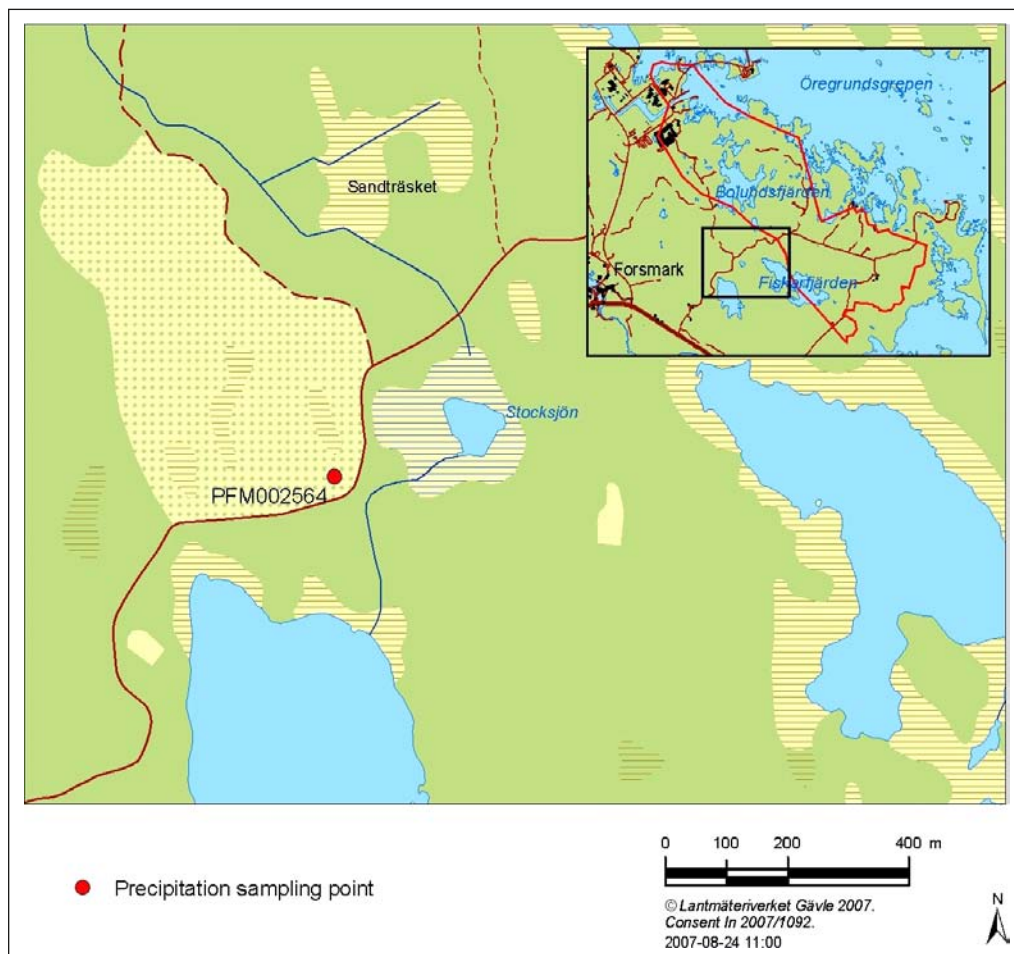 Öregrundsgrepen
Bolundsfjärden
Forsmark
Fiskarfjärden
Sandträsket
Stocksjön
PFM002564
0 100 200 400 m
Precipitation sampling point
© Lantmäteriverket Gävle 2007.
Consent In 2007/1092.
2007-08-24 11:00
N